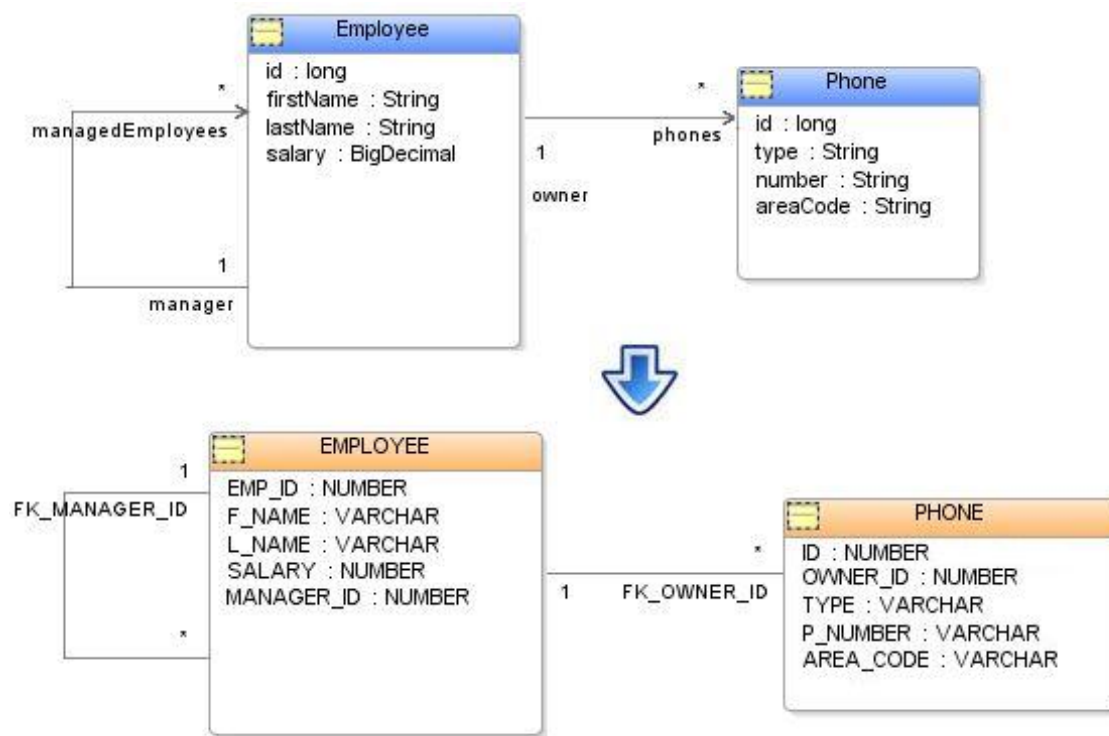 Employee
id : long
firstName : String
lastName : String
salary : BigDecimal
*
managedEmployees
1
manager
*
phones
1
owner
Phone
id : long
type : String
number : String
areaCode : String
EMPLOYEE
EMP_ID : NUMBER
F_NAME : VARCHAR
L_NAME : VARCHAR
SALARY : NUMBER
MANAGER_ID : NUMBER
1
FK_MANAGER_ID
*
*
1
FK_OWNER_ID
PHONE
ID : NUMBER
OWNER_ID : NUMBER
TYPE : VARCHAR
P_NUMBER : VARCHAR
AREA_CODE : VARCHAR